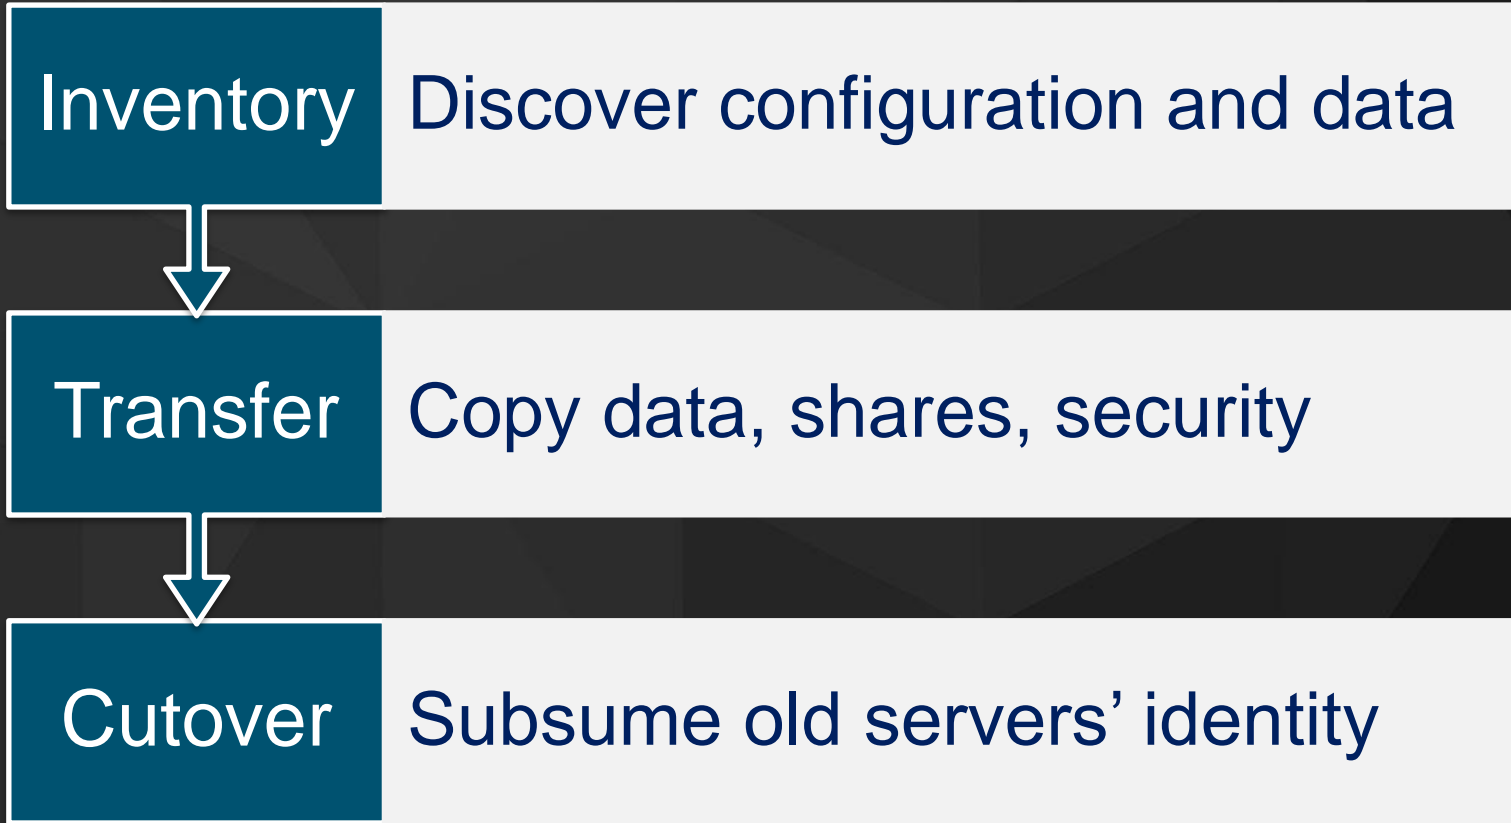 Inventory
Discover configuration and data
Transfer
Copy data, shares, security
Cutover
Subsume old servers’ identity